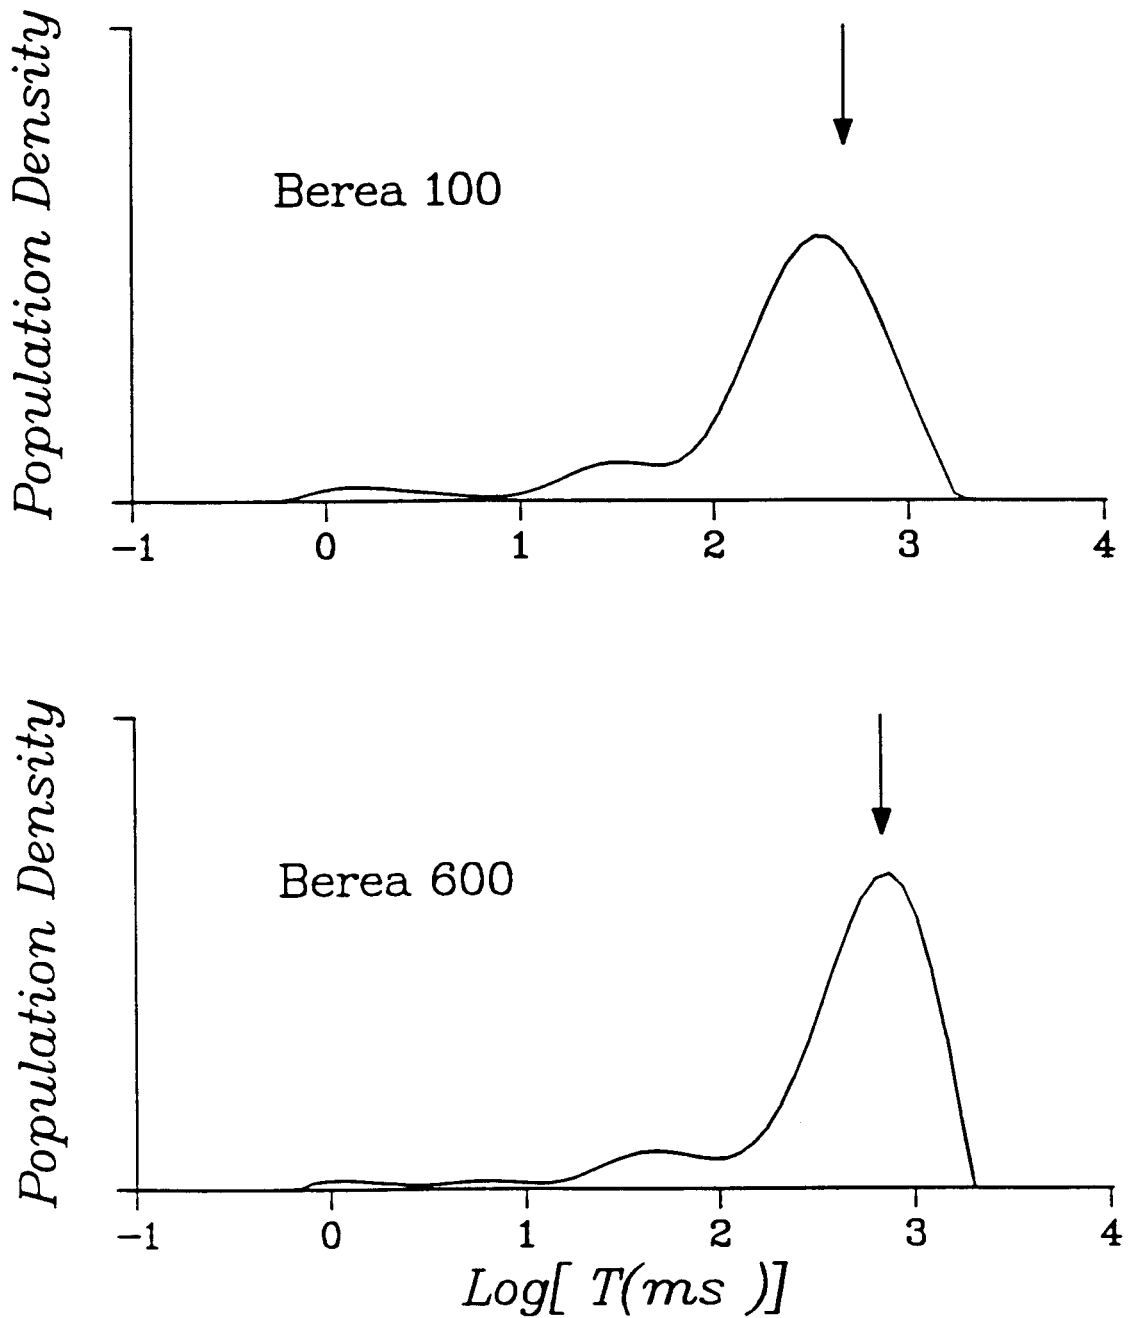 Population Density
Berea 100
-1 0 1 2 3 4
Population Density
Berea 600
-1 0 1 2 3 4
Log[ T(ms )]